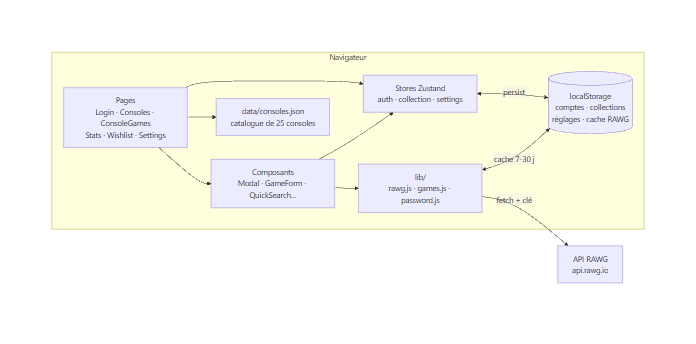 Navigateur
Pages
Login · Consoles ·
ConsoleGames
Stats · Wishlist · Settings
data/consoles.json
catalogue de 25 consoles
Composants
Modal · GameForm ·
QuickSearch...
Stores Zustand
auth · collection · settings
lib/
rawg.js · games.js ·
password.js
persist
localStorage
comptes · collections
réglages · cache RAWG
cache 7-30 j
fetch + clé
API RAWG
api.rawg.io